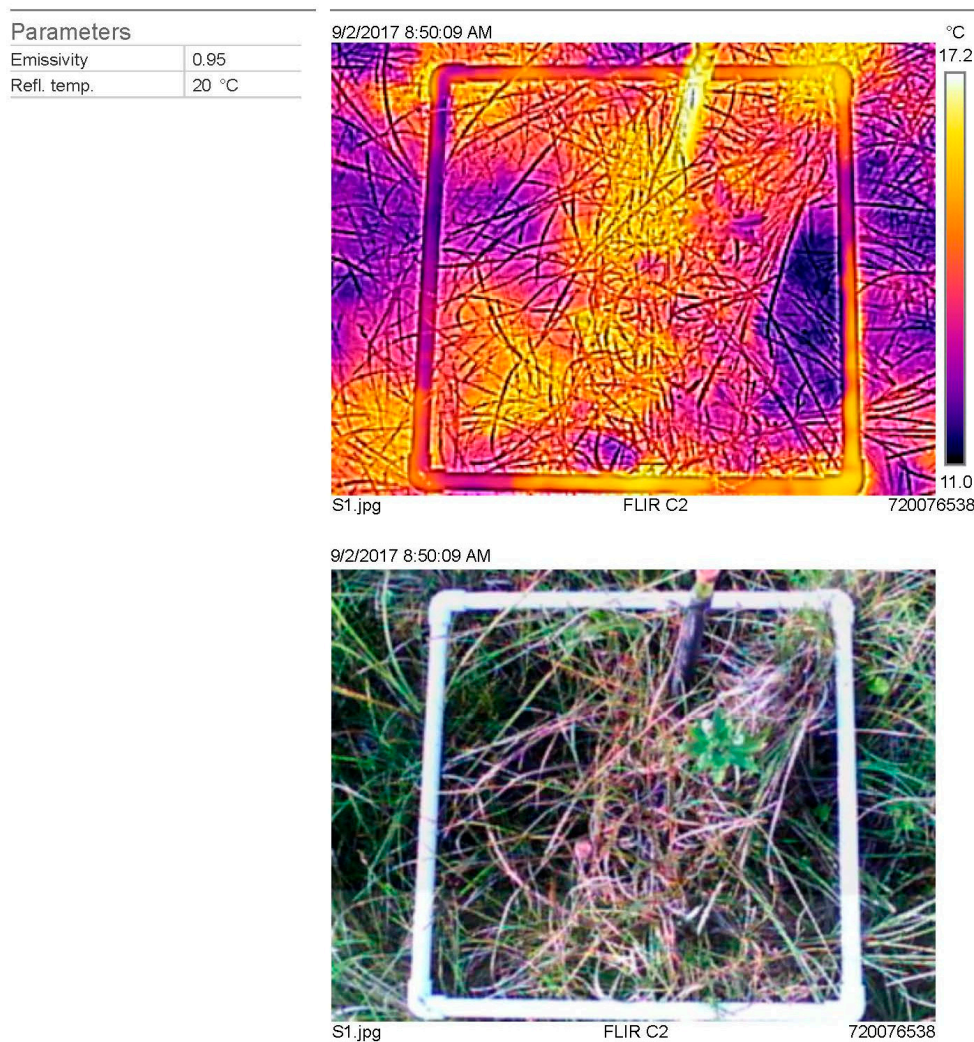 Parameters
Emissivity 0.95
Refl. temp. 20 °C
9/2/2017 8:50:09 AM
°C
17.2
11.0
S1.jpg FLIR C2 720076538
9/2/2017 8:50:09 AM
S1.jpg FLIR C2 720076538